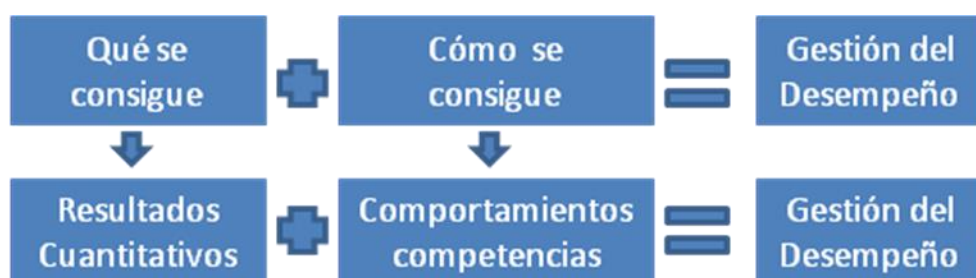 Qué se
consigue
Cómo se
consigue
Gestión del
Desempeño
Resultados
Cuantitativos
Comportamientos
competencias
Gestión del
Desempeño